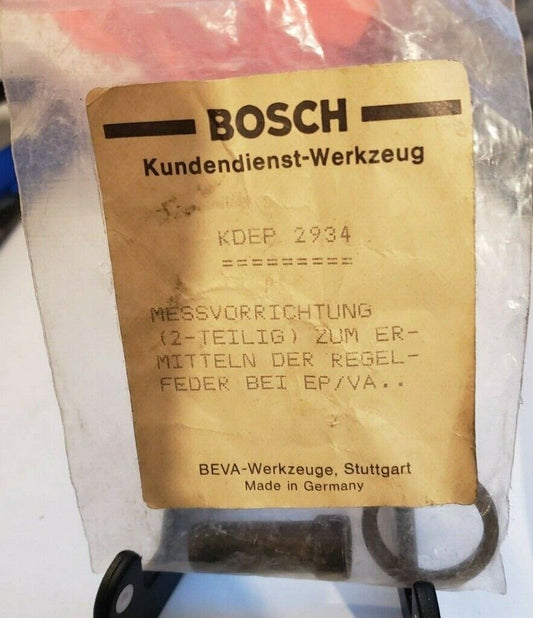 BOSCH
Kundendienst-Werkzeug
KDEP 2934
=========
MESSVORRICHTUNG
(2-TEILIG) ZUM ER-
MITTELN DER REGEL-
FEDER BEI EP/VA..
BEVA-Werkzeuge, Stuttgart
Made in Germany